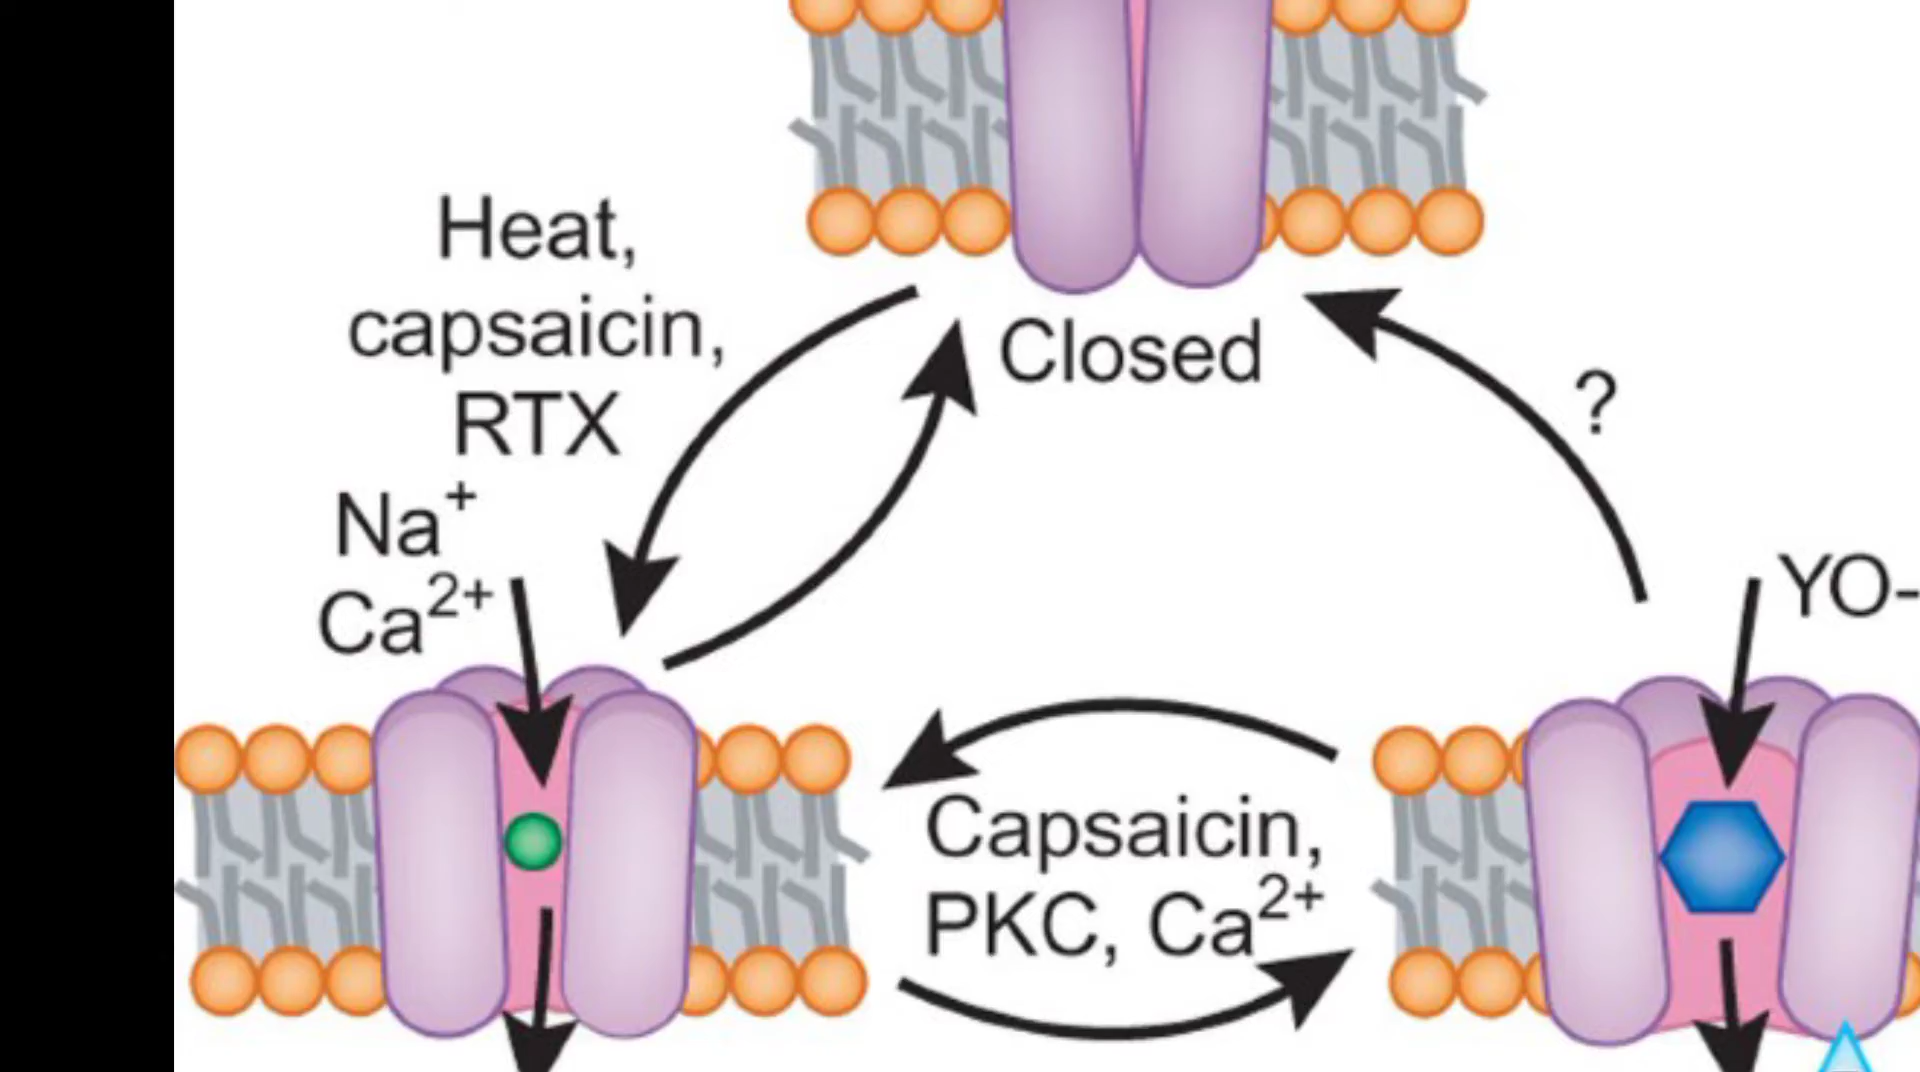 Heat,
capsaicin,
RTX
Closed
?
Na⁺
Ca²⁺
YO-
Capsaicin,
PKC, Ca²⁺